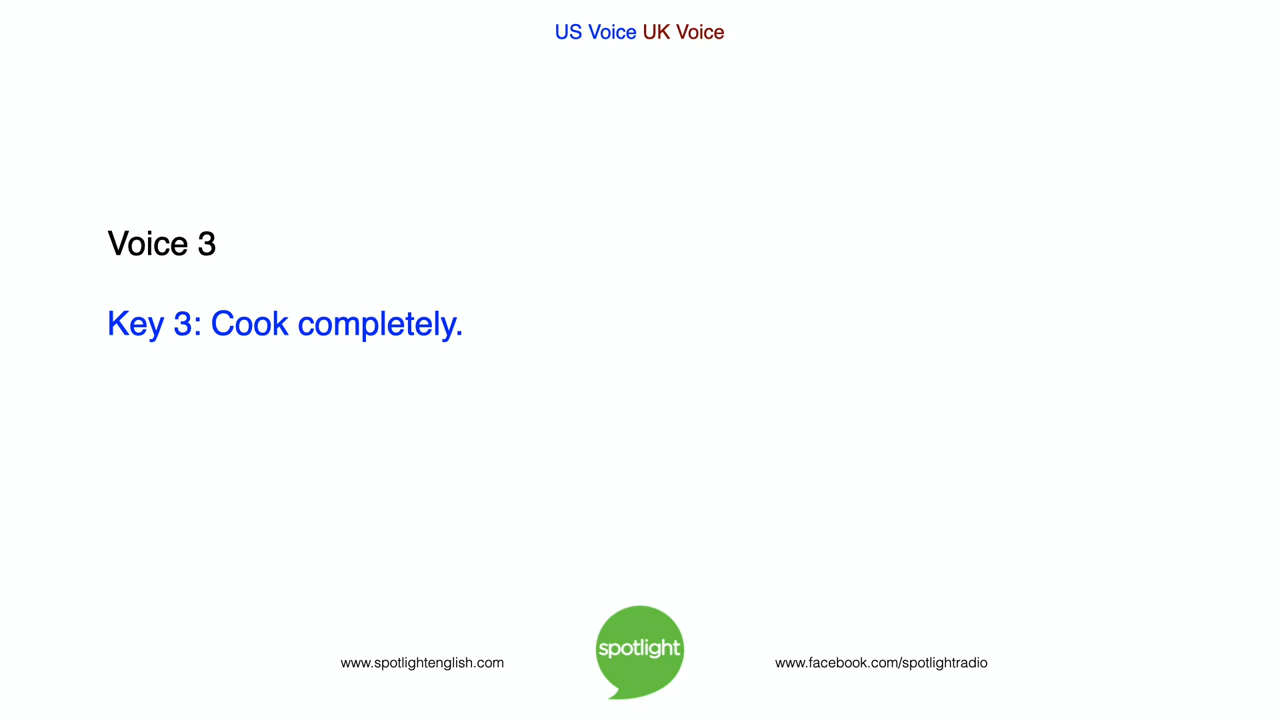 US Voice UK Voice
Voice 3
Key 3: Cook completely.
spotlight
www.spotlightenglish.com
www.facebook.com/spotlightradio